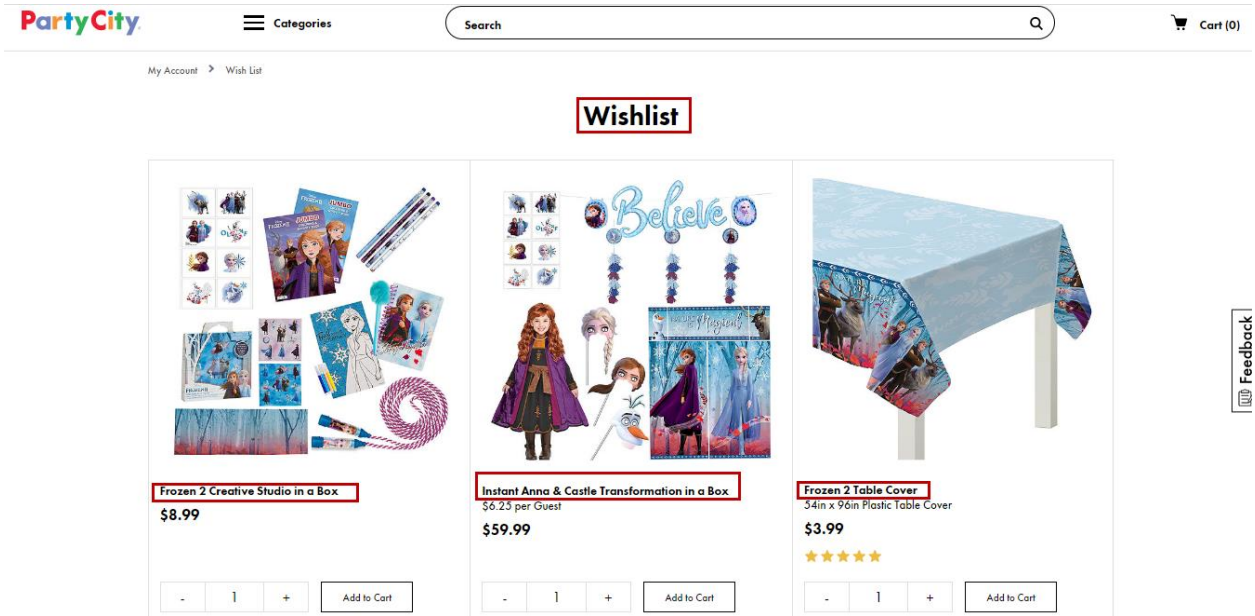 PartyCity
Categories
Search
Cart (0)
My Account > Wish List
Wishlist
Believe
Frozen 2 Creative Studio in a Box
$8.99
- 1 +
Add to Cart
Instant Anna & Castle Transformation in a Box
$6.25 per Guest
$59.99
- 1 +
Add to Cart
Frozen 2 Table Cover
54in x 96in Plastic Table Cover
$3.99
- 1 +
Add to Cart
Feedback